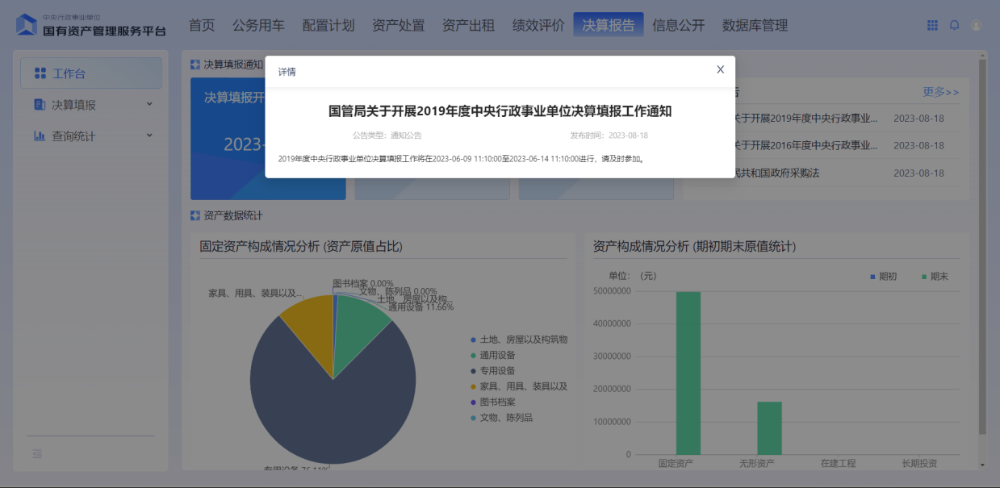 中央行政事业单位
国有资产管理服务平台
首页 公务用车 配置计划 资产处置 资产出租 绩效评价 决算报告 信息公开 数据库管理
工作台
决算填报
查询统计
决算填报通知
决算填报开
2023-
详情
X
国管局关于开展2019年度中央行政事业单位决算填报工作通知
公告类型：通知公告 发布时间：2023-08-18
2019年度中央行政事业单位决算填报工作将在2023-06-09 11:10:00至2023-06-14 11:10:00进行，请及时参加。
更多>>
关于开展2019年度中央行政事业... 2023-08-18
关于开展2016年度中央行政事业... 2023-08-18
民共和国政府采购法 2023-08-18
资产数据统计
固定资产构成情况分析 (资产原值占比)
图书档案 0.00%
文物、陈列品 0.00%
土地、房屋以及构...
通用设备 11.66%
家具、用具、装具以及...
专用设备 76.11%
土地、房屋以及构筑物
通用设备
专用设备
家具、用具、装具以及
图书档案
文物、陈列品
资产构成情况分析 (期初期末原值统计)
单位：（元）
期初 期末
50000000
40000000
30000000
20000000
10000000
0
固定资产 无形资产 在建工程 长期投资